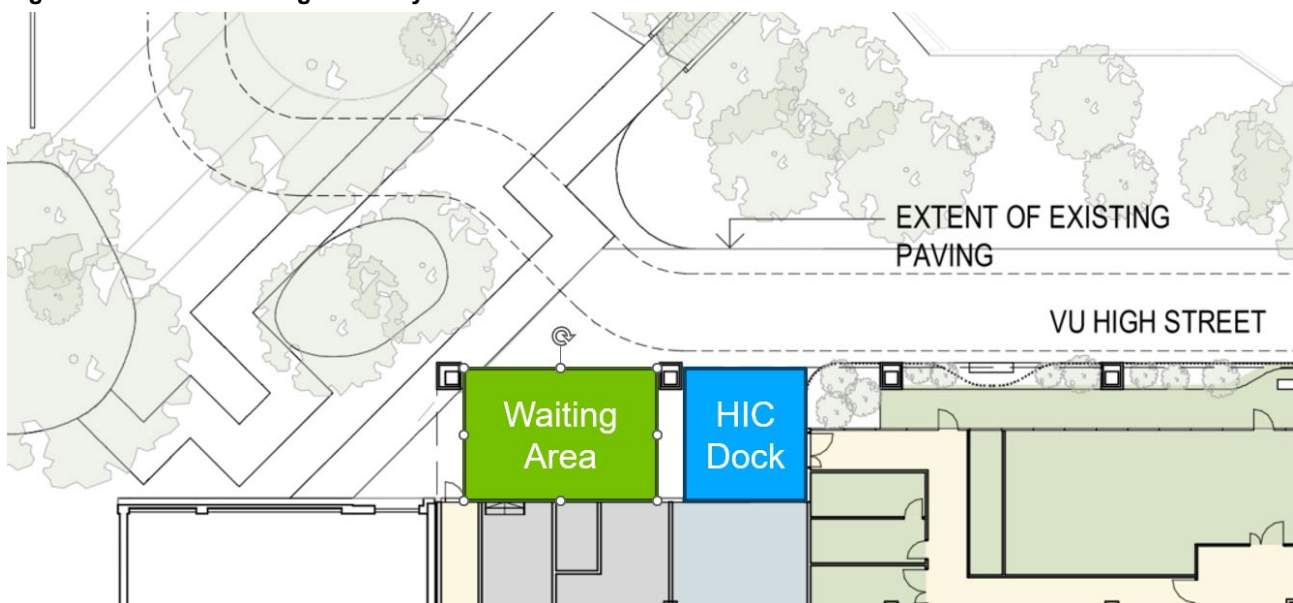 EXTENT OF EXISTING
PAVING
VU HIGH STREET
Waiting
Area
HIC
Dock